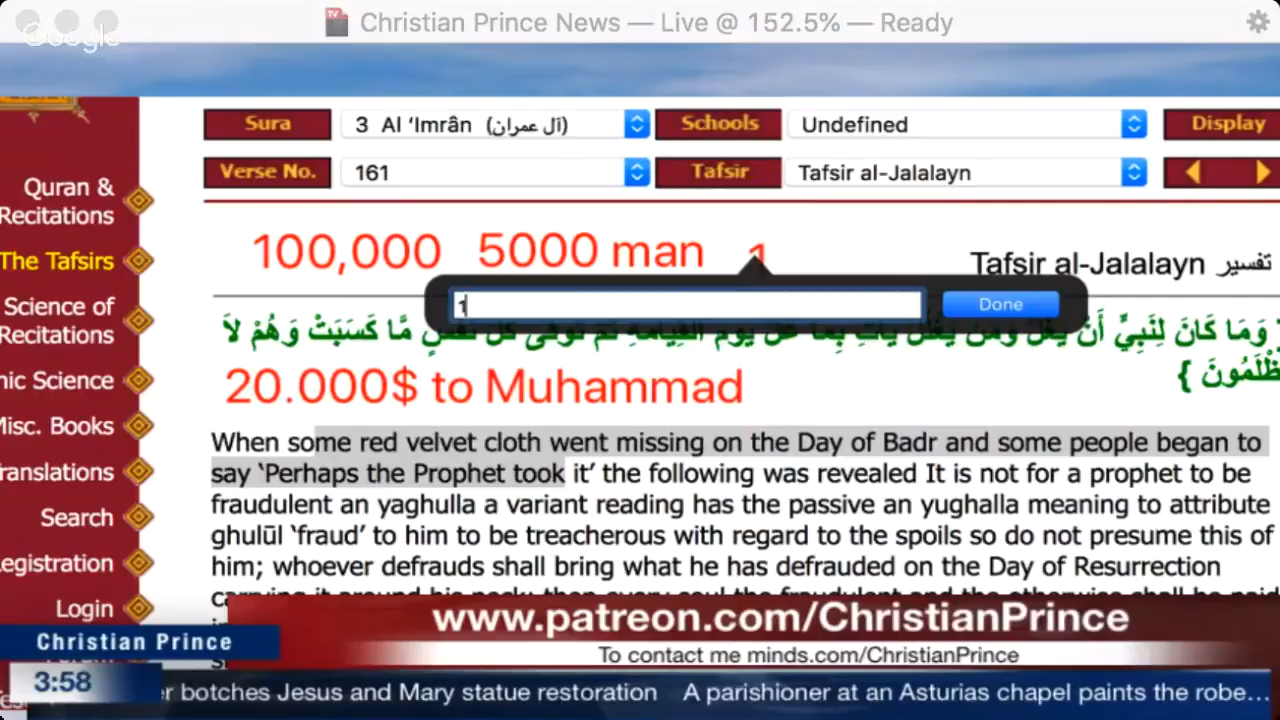 Christian Prince News — Live @ 152.5% — Ready
Google
Sura
3 Al ‘Imrân (آل عمران)
Schools
Undefined
Display
Verse No.
161
Tafsir
Tafsir al-Jalalayn
Quran &
Recitations
The Tafsirs
Science of
Recitations
nic Science
Misc. Books
Translations
Search
Registration
Login
100,000 5000 man 1
Tafsir al-Jalalayn تفسير
1
Done
وَمَا كَانَ لِنَبِيٍّ أَنْ يَغُلَّ وَمَن يَغْلُلْ يَأْتِ بِمَا غَلَّ يَوْمَ ٱلْقِيَامَةِ ثُمَّ تُوَفَّىٰ كُلُّ نَفْسٍ مَّا كَسَبَتْ وَهُمْ لاَ
يُظْلَمُونَ }
20.000$ to Muhammad
When some red velvet cloth went missing on the Day of Badr and some people began to
say ‘Perhaps the Prophet took it’ the following was revealed It is not for a prophet to be
fraudulent an yaghulla a variant reading has the passive an yughalla meaning to attribute
ghulūl ‘fraud’ to him to be treacherous with regard to the spoils so do not presume this of
him; whoever defrauds shall bring what he has defrauded on the Day of Resurrection
www.patreon.com/ChristianPrince
To contact me minds.com/ChristianPrince
Christian Prince
3:58
er botches Jesus and Mary statue restoration A parishioner at an Asturias chapel paints the robe...